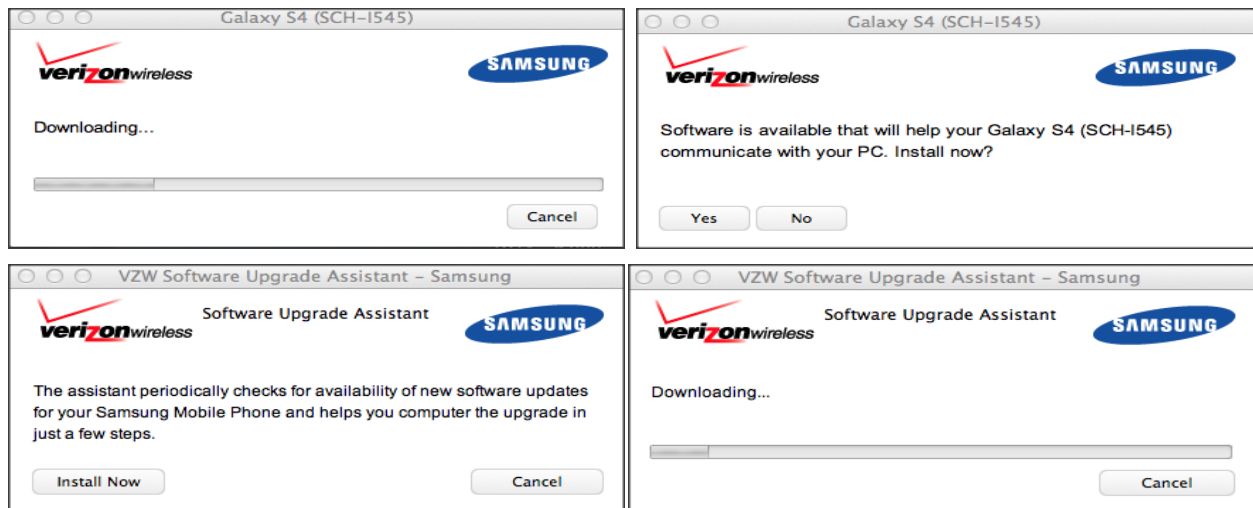 Galaxy S4 (SCH-I545)
verizonwireless
SAMSUNG
Downloading...
Cancel
Galaxy S4 (SCH-I545)
verizonwireless
SAMSUNG
Software is available that will help your Galaxy S4 (SCH-I545)
communicate with your PC. Install now?
Yes
No
VZW Software Upgrade Assistant - Samsung
verizonwireless
Software Upgrade Assistant
SAMSUNG
The assistant periodically checks for availability of new software updates
for your Samsung Mobile Phone and helps you computer the upgrade in
just a few steps.
Install Now
Cancel
VZW Software Upgrade Assistant - Samsung
verizonwireless
Software Upgrade Assistant
SAMSUNG
Downloading...
Cancel